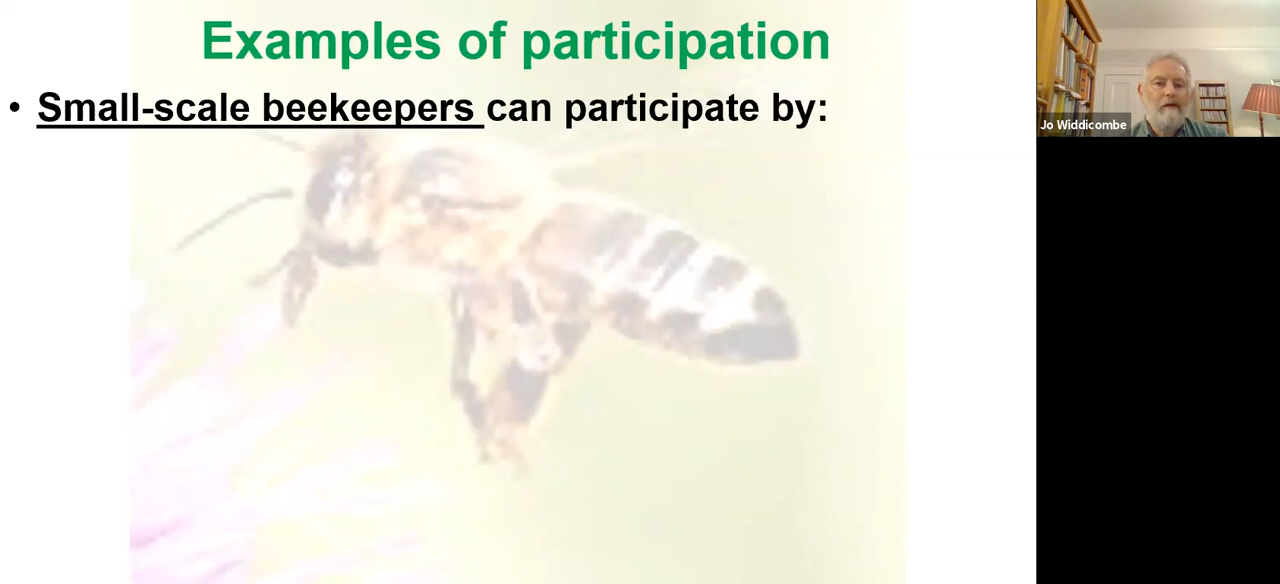 Examples of participation
• Small-scale beekeepers can participate by:
Jo Widdicombe